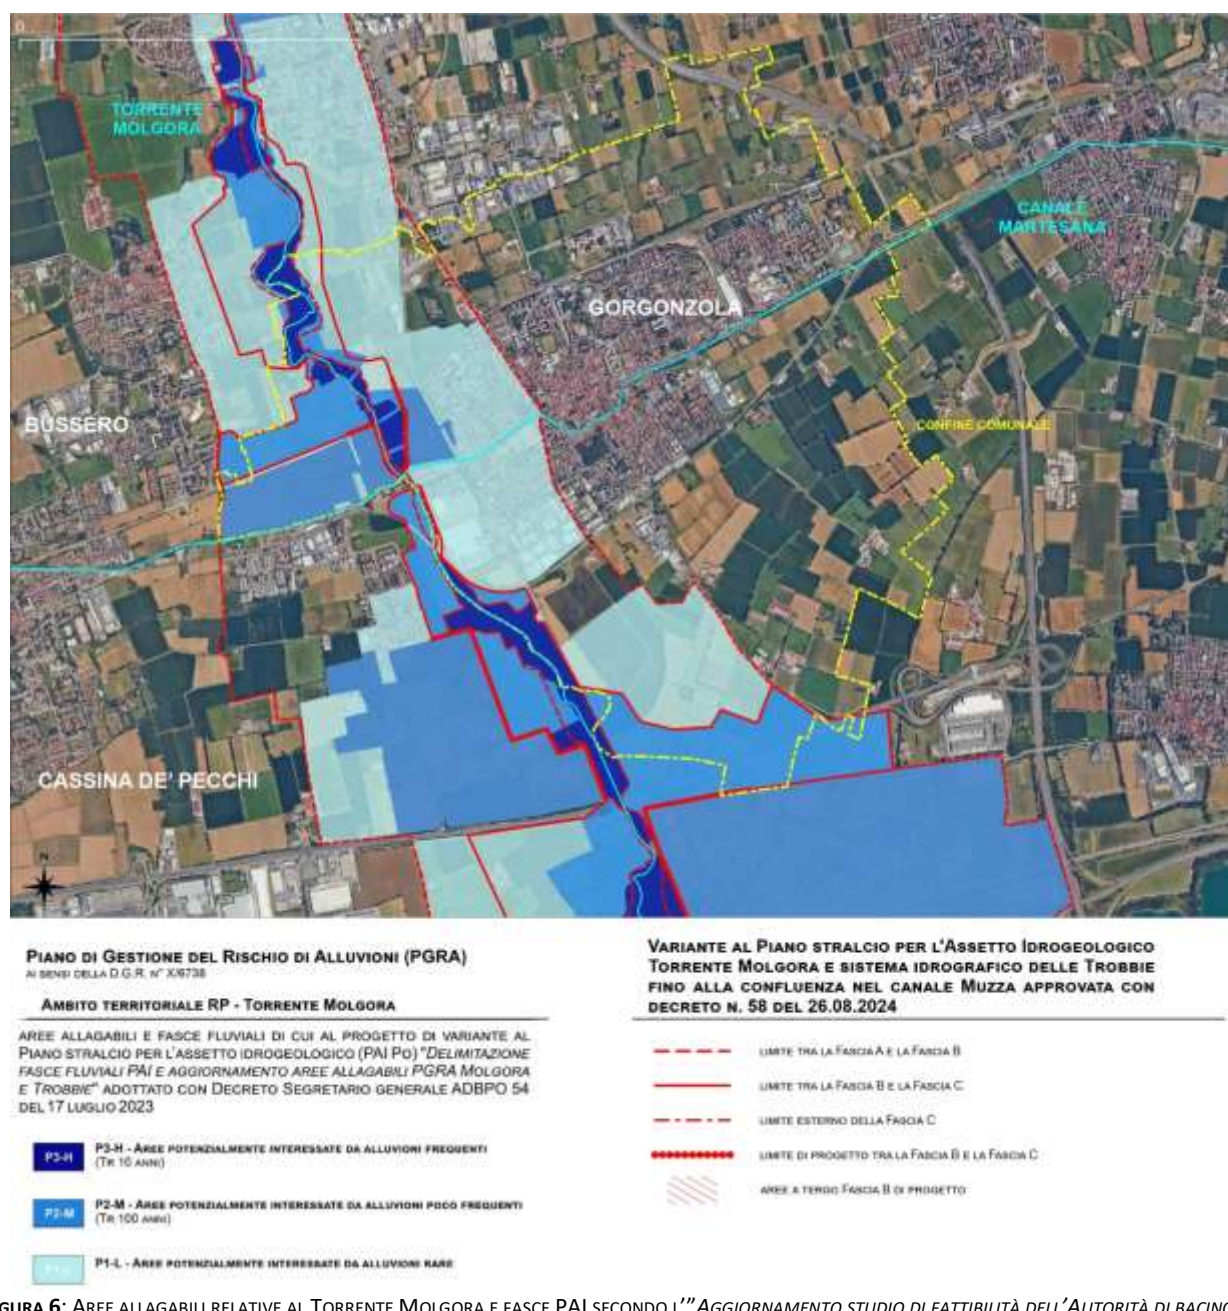 TORRENTE
MOLGORA
CANALE
MARTESANA
GORGONZOLA
BUSSERO
CONFINE COMUNALE
CASSINA DE' PECCHI
N
PIANO DI GESTIONE DEL RISCHIO DI ALLUVIONI (PGRA)
AI SENSI DELLA D.G.R. N° X/6738
AMBITO TERRITORIALE RP - TORRENTE MOLGORA
AREE ALLAGABILI E FASCE FLUVIALI DI CUI AL PROGETTO DI VARIANTE AL
PIANO STRALCIO PER L'ASSETTO IDROGEOLOGICO (PAI PO) "DELIMITAZIONE
FASCE FLUVIALI PAI E AGGIORNAMENTO AREE ALLAGABILI PGRA MOLGORA
E TROBBIE" ADOTTATO CON DECRETO SEGRETARIO GENERALE ADBPO 54
DEL 17 LUGLIO 2023
P3-H
P3-H - AREE POTENZIALMENTE INTERESSATE DA ALLUVIONI FREQUENTI
(TR 10 ANNI)
P2-M
P2-M - AREE POTENZIALMENTE INTERESSATE DA ALLUVIONI POCO FREQUENTI
(TR 100 ANNI)
P1-L - AREE POTENZIALMENTE INTERESSATE DA ALLUVIONI RARE
VARIANTE AL PIANO STRALCIO PER L'ASSETTO IDROGEOLOGICO
TORRENTE MOLGORA E SISTEMA IDROGRAFICO DELLE TROBBIE
FINO ALLA CONFLUENZA NEL CANALE MUZZA APPROVATA CON
DECRETO N. 58 DEL 26.08.2024
LIMITE TRA LA FASCIA A E LA FASCIA B
LIMITE TRA LA FASCIA B E LA FASCIA C
LIMITE ESTERNO DELLA FASCIA C
LIMITE DI PROGETTO TRA LA FASCIA B E LA FASCIA C
AREE A TERGO FASCIA B DI PROGETTO
GURA 6: AREE ALLAGABILI RELATIVE AL TORRENTE MOLGORA E FASCE PAI SECONDO L'"AGGIORNAMENTO STUDIO DI FATTIBILITÀ DELL'AUTORITÀ DI BACINO